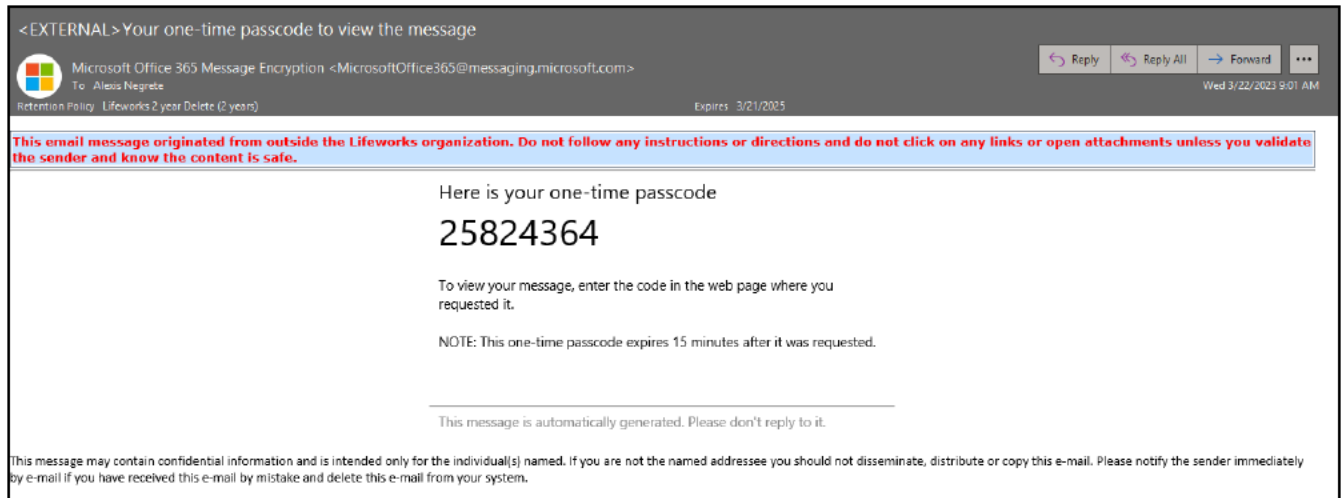 <EXTERNAL>Your one-time passcode to view the message
Microsoft Office 365 Message Encryption <MicrosoftOffice365@messaging.microsoft.com>
To Alexis Negrete
Reply
Reply All
Forward
Wed 3/22/2023 9:01 AM
Retention Policy Lifeworks 2 year Delete (2 years)
Expires 3/21/2025
This email message originated from outside the Lifeworks organization. Do not follow any instructions or directions and do not click on any links or open attachments unless you validate
the sender and know the content is safe.
Here is your one-time passcode
25824364
To view your message, enter the code in the web page where you
requested it.
NOTE: This one-time passcode expires 15 minutes after it was requested.
This message is automatically generated. Please don't reply to it.
This message may contain confidential information and is intended only for the individual(s) named. If you are not the named addressee you should not disseminate, distribute or copy this e-mail. Please notify the sender immediately
by e-mail if you have received this e-mail by mistake and delete this e-mail from your system.